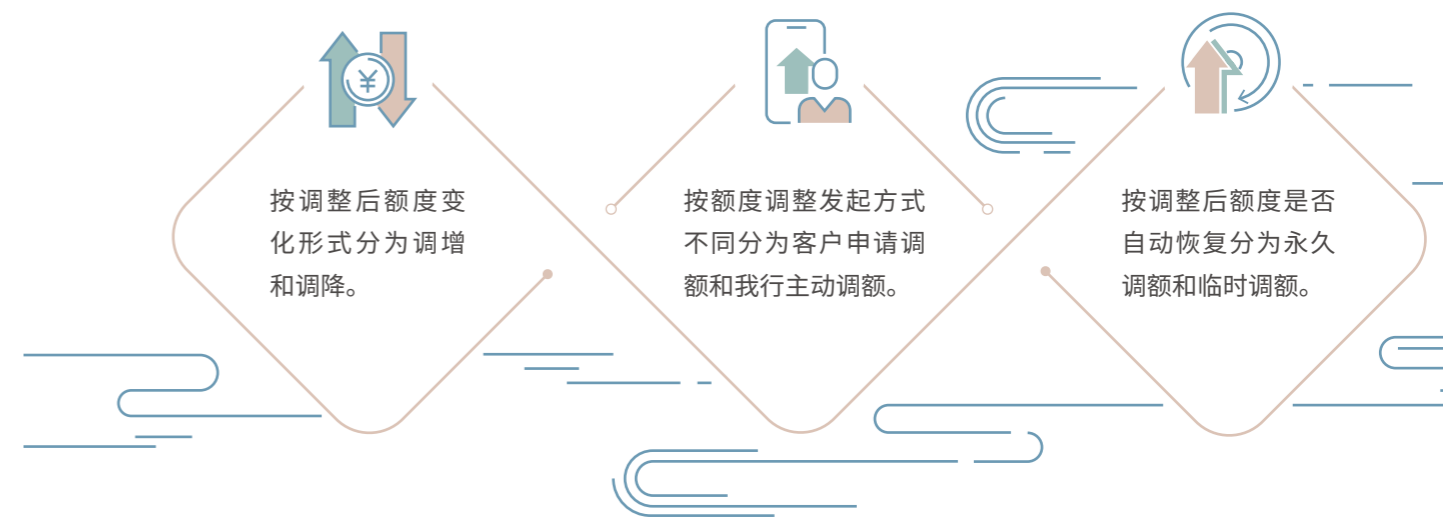 ¥
按调整后额度变
化形式分为调增
和调降。
按额度调整发起方式
不同分为客户申请调
额和我行主动调额。
按调整后额度是否
自动恢复分为永久
调额和临时调额。